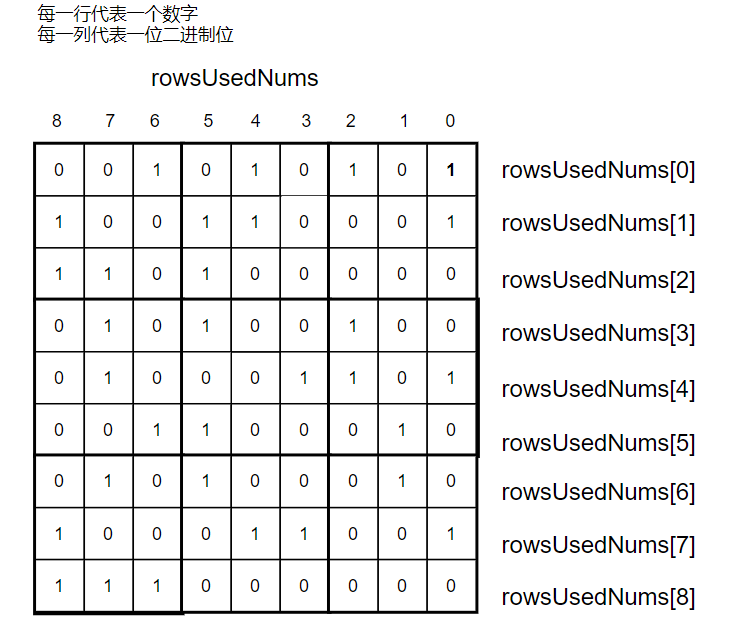 每一行代表一个数字
每一列代表一位二进制位
rowsUsedNums
8 7 6 5 4 3 2 1 0
0 0 1 0 1 0 1 0 1 rowsUsedNums[0]
1 0 0 1 1 0 0 0 1 rowsUsedNums[1]
1 1 0 1 0 0 0 0 0 rowsUsedNums[2]
0 1 0 1 0 0 1 0 0 rowsUsedNums[3]
0 1 0 0 0 1 1 0 1 rowsUsedNums[4]
0 0 1 1 0 0 0 1 0 rowsUsedNums[5]
0 1 0 1 0 0 0 1 0 rowsUsedNums[6]
1 0 0 0 1 1 0 0 1 rowsUsedNums[7]
1 1 1 0 0 0 0 0 0 rowsUsedNums[8]